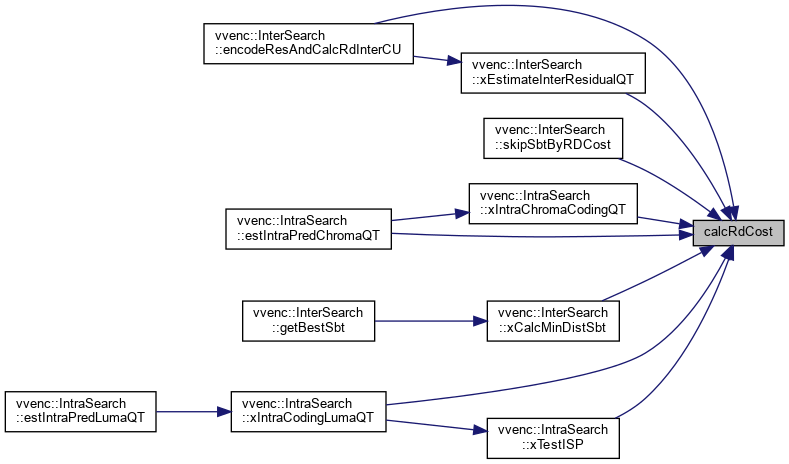 vvenc::InterSearch
::encodeResAndCalcRdInterCU
vvenc::InterSearch
::xEstimateInterResidualQT
vvenc::InterSearch
::skipSbtByRDCost
vvenc::IntraSearch
::xIntraChromaCodingQT
vvenc::IntraSearch
::estIntraPredChromaQT
calcRdCost
vvenc::InterSearch
::getBestSbt
vvenc::InterSearch
::xCalcMinDistSbt
vvenc::IntraSearch
::estIntraPredLumaQT
vvenc::IntraSearch
::xIntraCodingLumaQT
vvenc::IntraSearch
::xTestISP